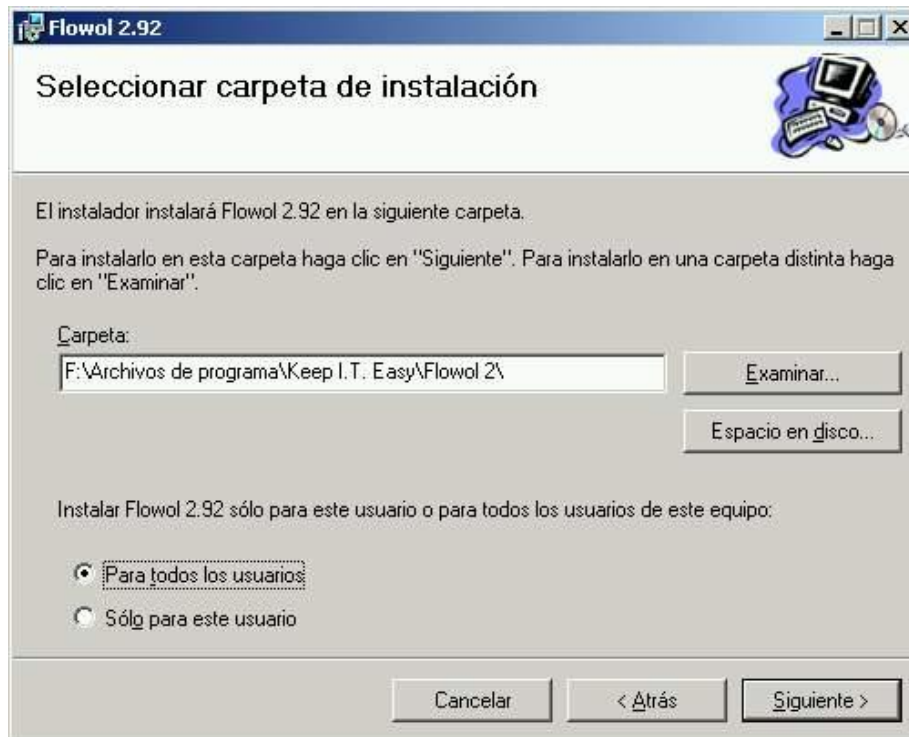 Flowol 2.92
Seleccionar carpeta de instalación
El instalador instalará Flowol 2.92 en la siguiente carpeta.
Para instalarlo en esta carpeta haga clic en "Siguiente". Para instalarlo en una carpeta distinta haga
clic en "Examinar".
Carpeta:
F:\Archivos de programa\Keep I.T. Easy\Flowol 2\
Examinar...
Espacio en disco...
Instalar Flowol 2.92 sólo para este usuario o para todos los usuarios de este equipo:
Para todos los usuarios
Sólo para este usuario
Cancelar < Atrás Siguiente >